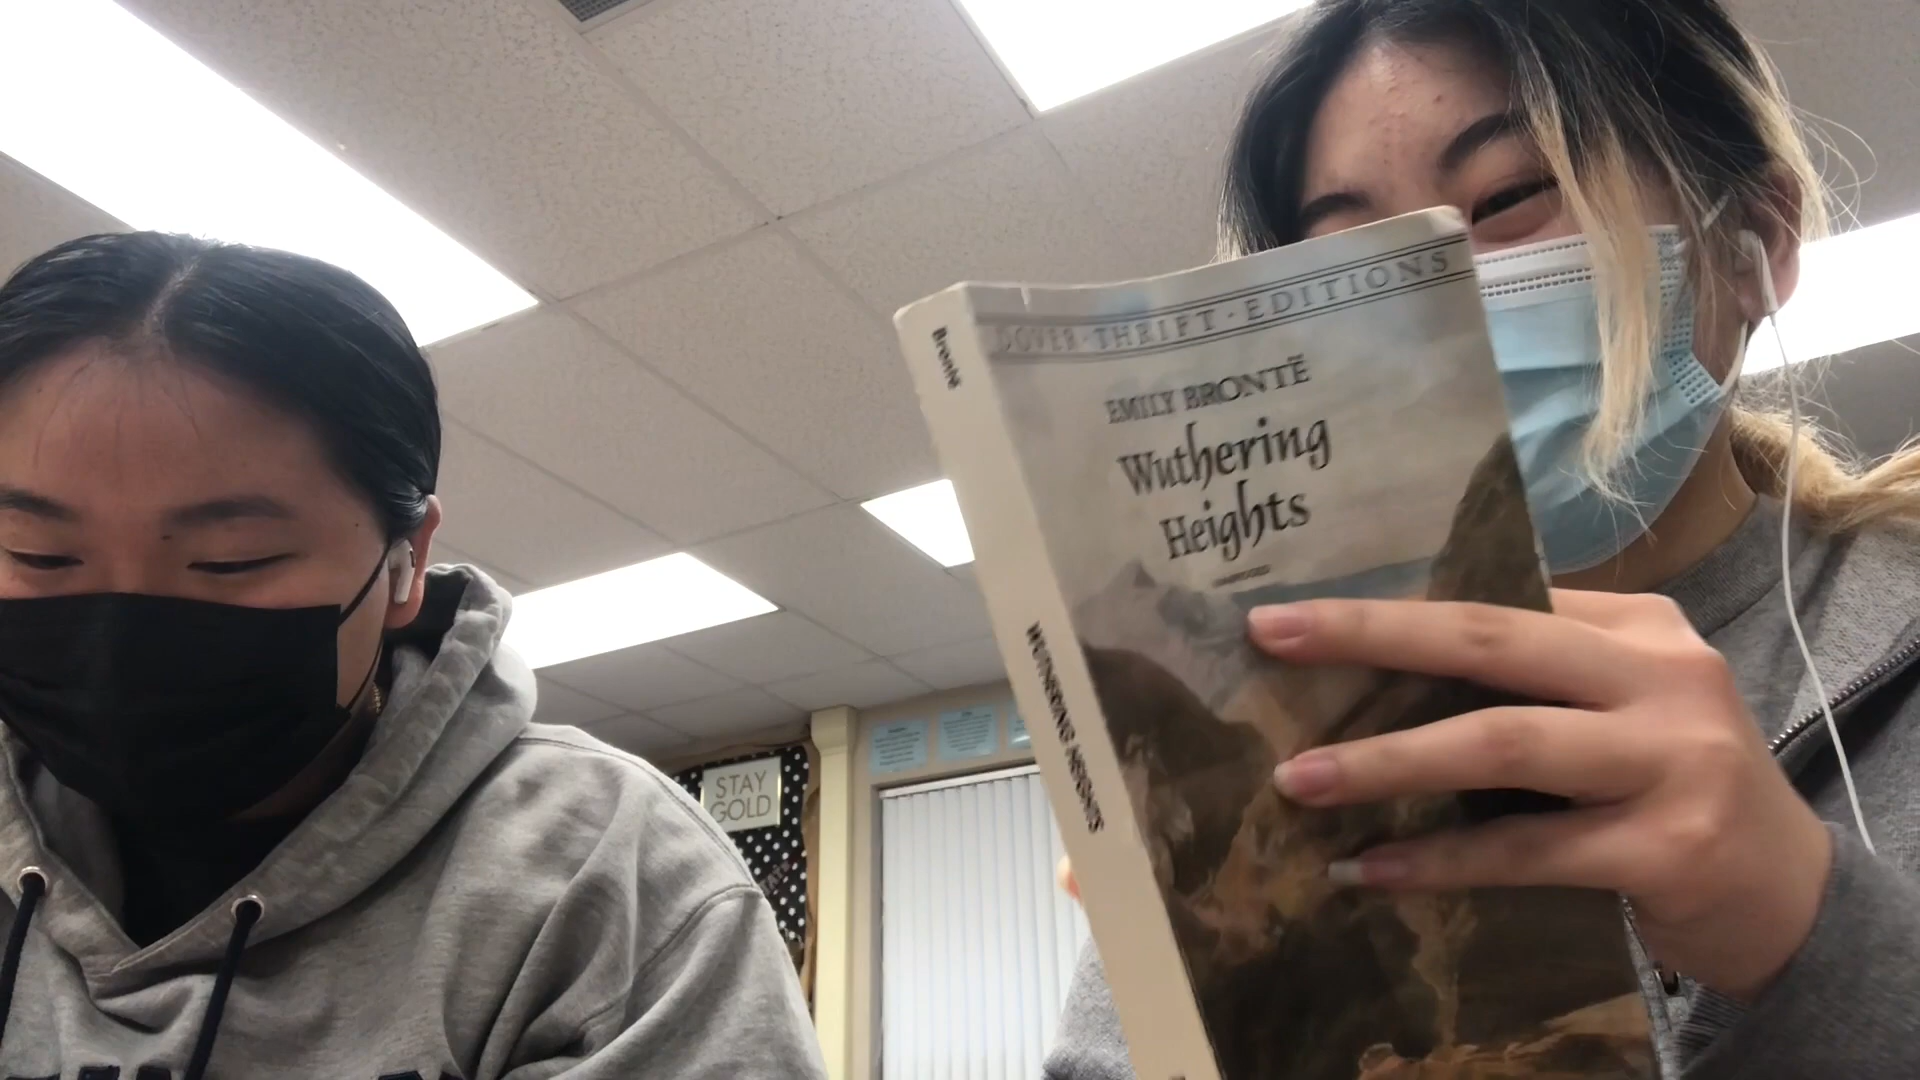 STAY
GOLD
Brontë
WUTHERING HEIGHTS
DOVER · THRIFT · EDITIONS
EMILY BRONTË
Wuthering
Heights